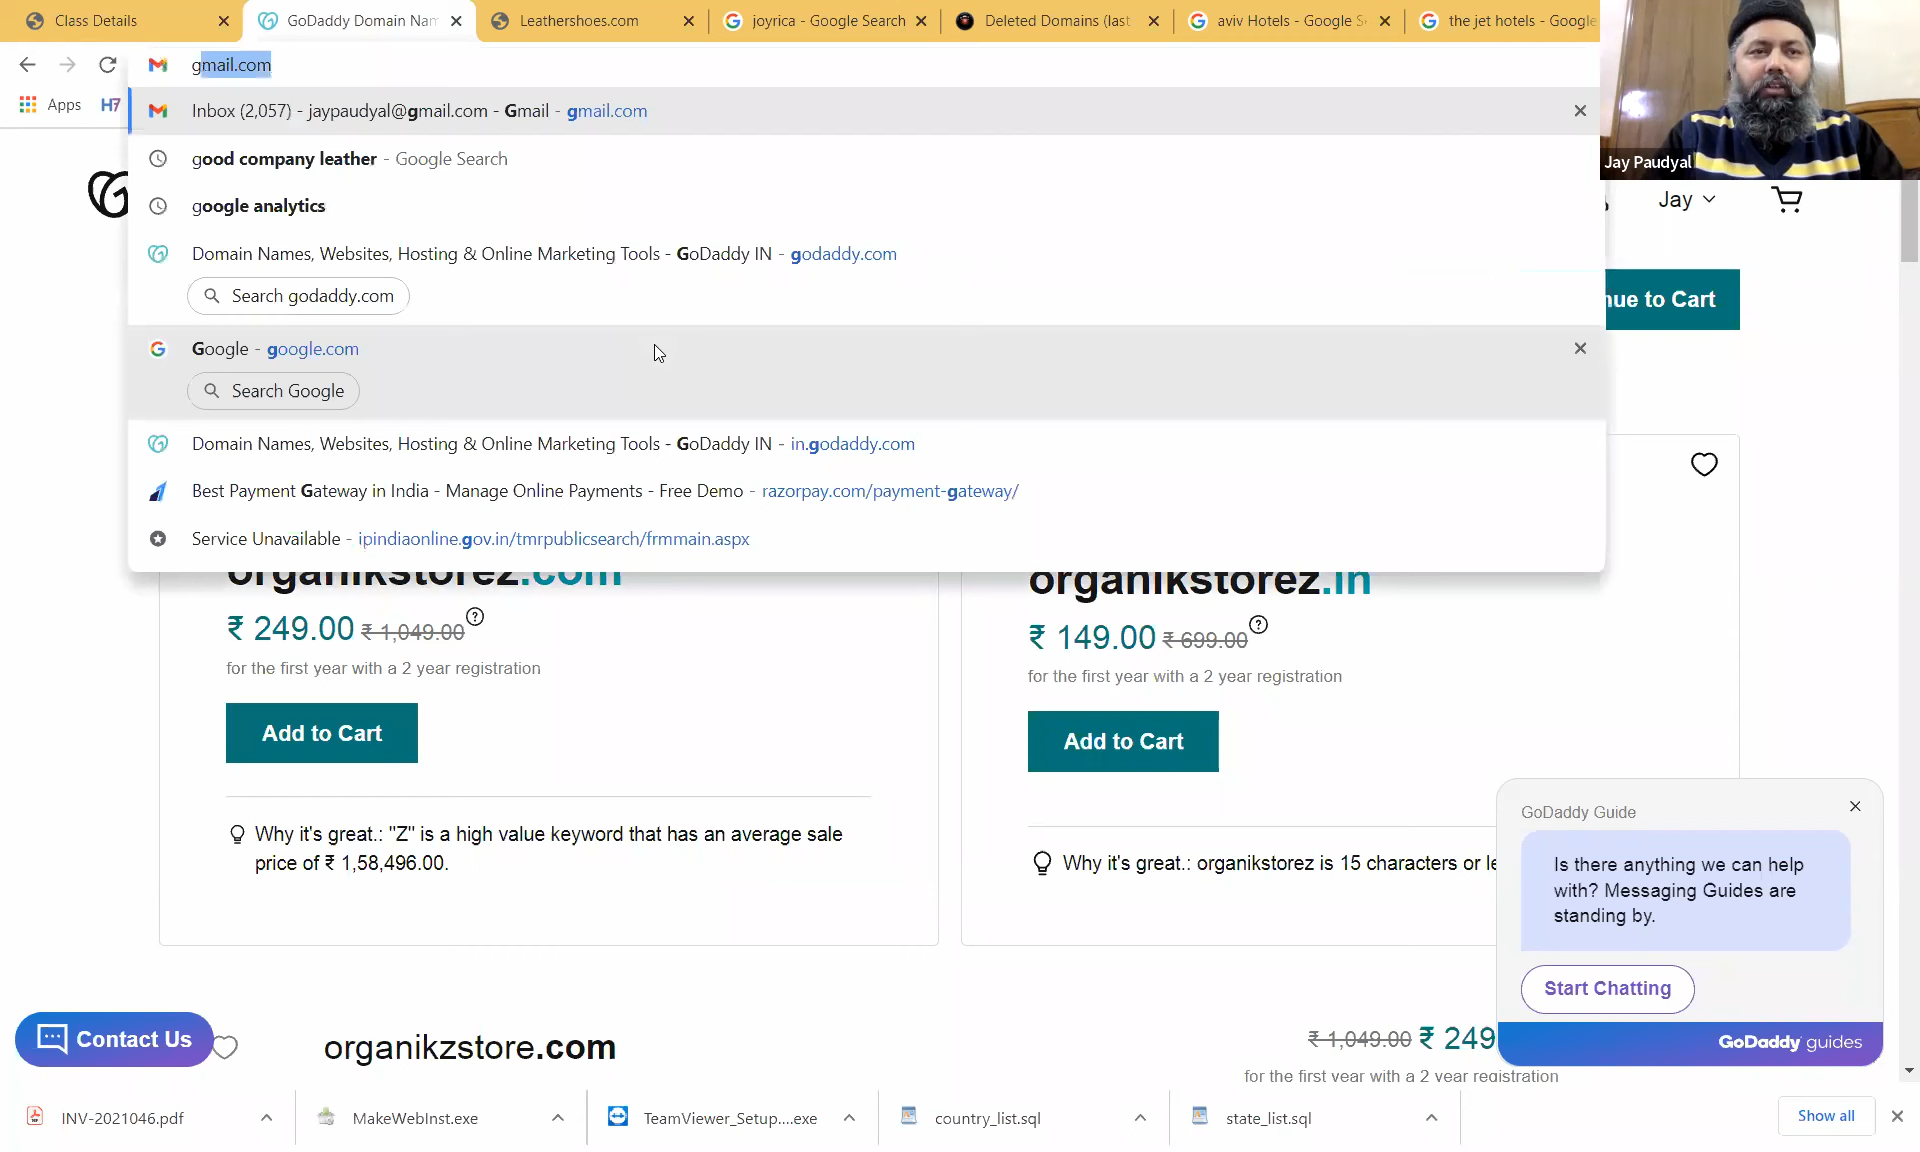 Class Details
GoDaddy Domain Nam
Leathershoes.com
joyrica - Google Search
Deleted Domains (last
aviv Hotels - Google S
the jet hotels - Google
gmail.com
Apps
H7
Inbox (2,057) - jaypaudyal@gmail.com - Gmail - gmail.com
good company leather - Google Search
google analytics
Domain Names, Websites, Hosting & Online Marketing Tools - GoDaddy IN - godaddy.com
Search godaddy.com
Google - google.com
Search Google
Domain Names, Websites, Hosting & Online Marketing Tools - GoDaddy IN - in.godaddy.com
Best Payment Gateway in India - Manage Online Payments - Free Demo - razorpay.com/payment-gateway/
Service Unavailable - ipindiaonline.gov.in/tmrpublicsearch/frmmain.aspx
Jay Paudyal
Jay
nue to Cart
organikstorez.com
₹ 249.00 ₹ 1,049.00
for the first year with a 2 year registration
Add to Cart
Why it's great.: "Z" is a high value keyword that has an average sale
price of ₹ 1,58,496.00.
organikstorez.in
₹ 149.00 ₹ 699.00
for the first year with a 2 year registration
Add to Cart
Why it's great.: organikstorez is 15 characters or le
GoDaddy Guide
Is there anything we can help
with? Messaging Guides are
standing by.
Start Chatting
GoDaddy guides
Contact Us
organikzstore.com
₹ 1,049.00 ₹ 249
for the first year with a 2 year registration
INV-2021046.pdf
MakeWebInst.exe
TeamViewer_Setup....exe
country_list.sql
state_list.sql
Show all